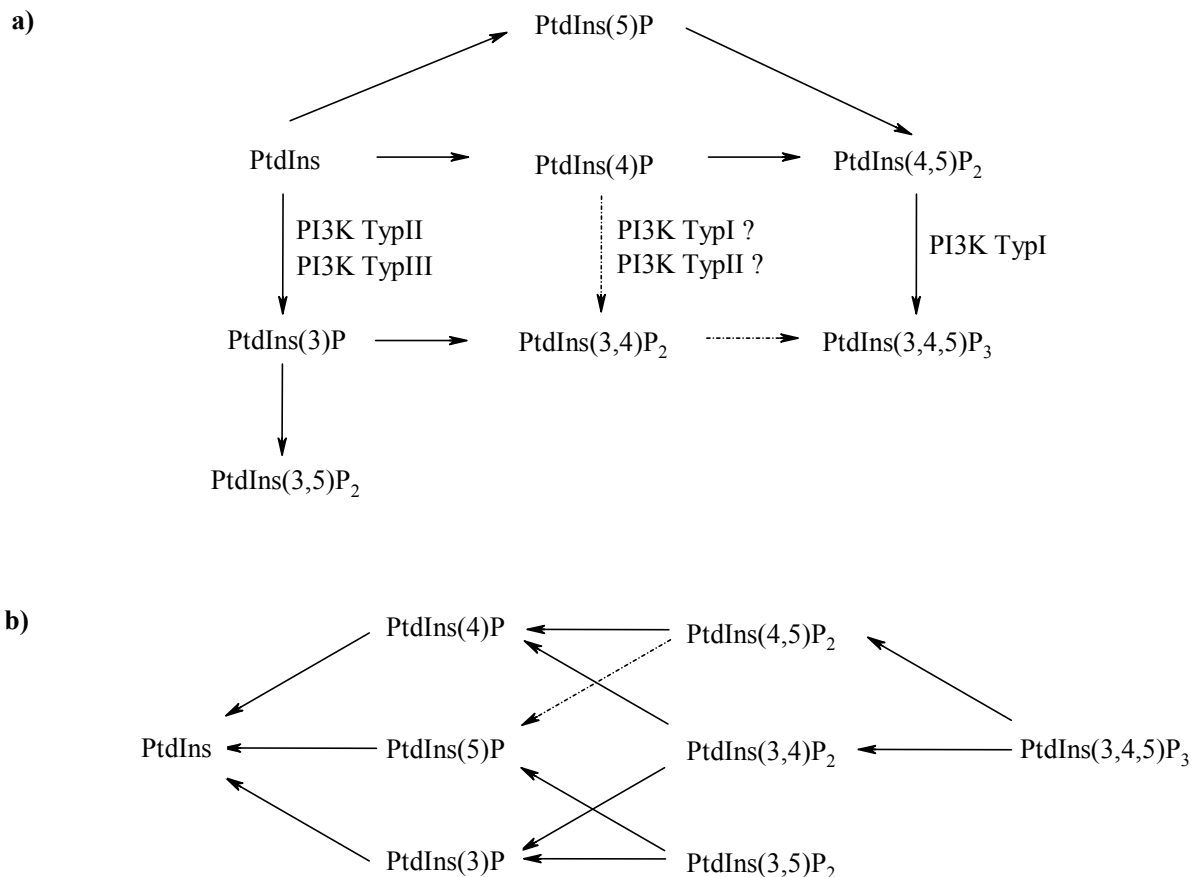 a)
PtdIns(5)P
PtdIns
PtdIns(4)P
PtdIns(4,5)P₂
PI3K TypII
PI3K TypIII
PI3K TypI ?
PI3K TypII ?
PI3K TypI
PtdIns(3)P
PtdIns(3,4)P₂
PtdIns(3,4,5)P₃
PtdIns(3,5)P₂
b)
PtdIns(4)P
PtdIns(4,5)P₂
PtdIns
PtdIns(5)P
PtdIns(3,4)P₂
PtdIns(3,4,5)P₃
PtdIns(3)P
PtdIns(3,5)P₂